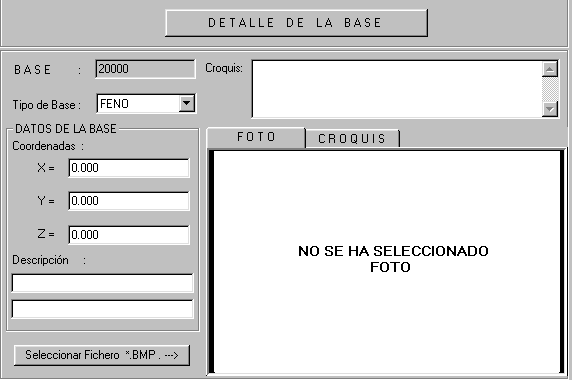 DETALLE DE LA BASE
BASE : 20000
Croquis:
Tipo de Base : FENO
DATOS DE LA BASE
Coordenadas :
X = 0.000
Y = 0.000
Z = 0.000
Descripción :
Seleccionar Fichero *.BMP . --->
FOTO CROQUIS
NO SE HA SELECCIONADO
FOTO